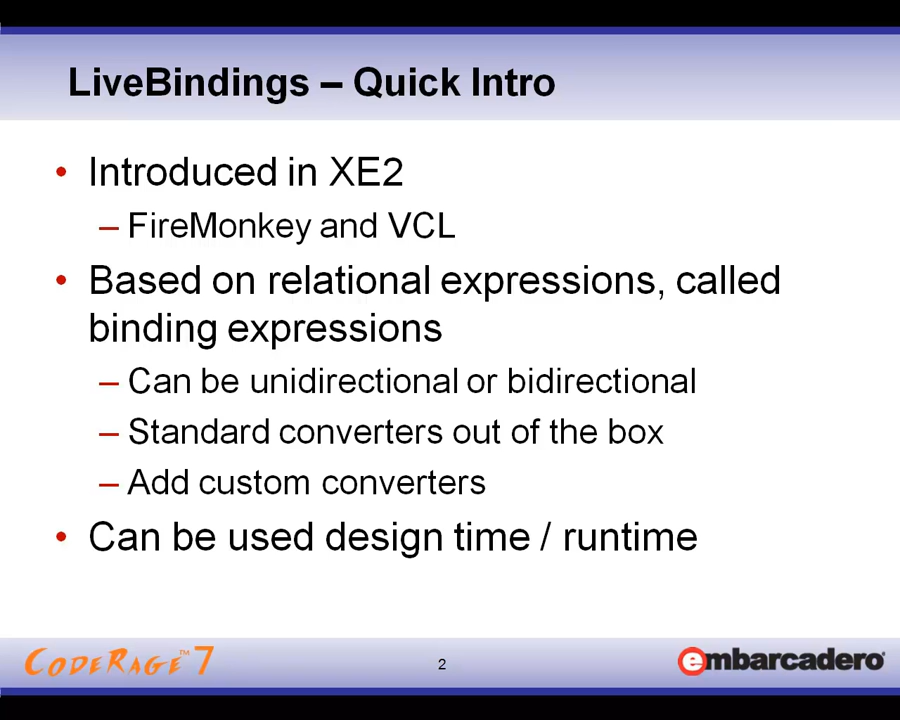 LiveBindings – Quick Intro
• Introduced in XE2
– FireMonkey and VCL
• Based on relational expressions, called
binding expressions
– Can be unidirectional or bidirectional
– Standard converters out of the box
– Add custom converters
• Can be used design time / runtime
CODERAGE™ 7
2
embarcadero®